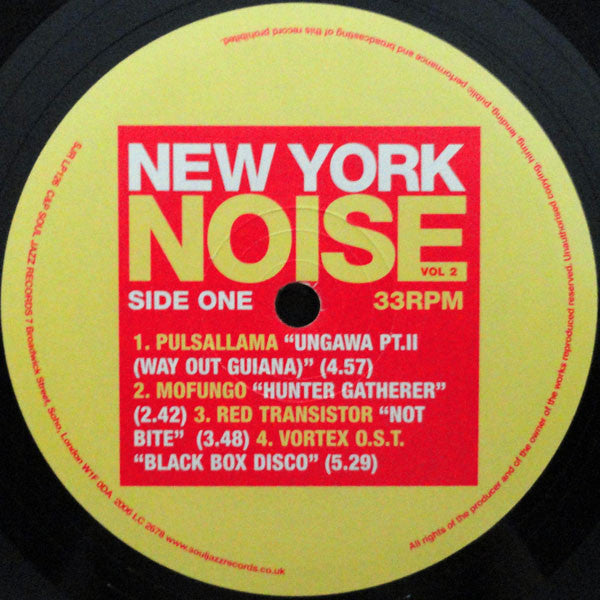 NEW YORK
NOISE
VOL 2
SIDE ONE 33RPM
1. PULSALLAMA “UNGAWA PT.II
(WAY OUT GUIANA)” (4.57)
2. MOFUNGO “HUNTER GATHERER”
(2.42) 3. RED TRANSISTOR “NOT
BITE” (3.48) 4. VORTEX O.S.T.
“BLACK BOX DISCO” (5.29)
SJR LP126 C&P SOUL JAZZ RECORDS 7 Broadwick Street, Soho, London W1F 0DA 2006 LC 2678 www.souljazzrecords.co.uk
All rights of the producer and of the owner of the works reproduced reserved. Unauthorised copying, hiring, lending, public performance and broadcasting of this record prohibited.